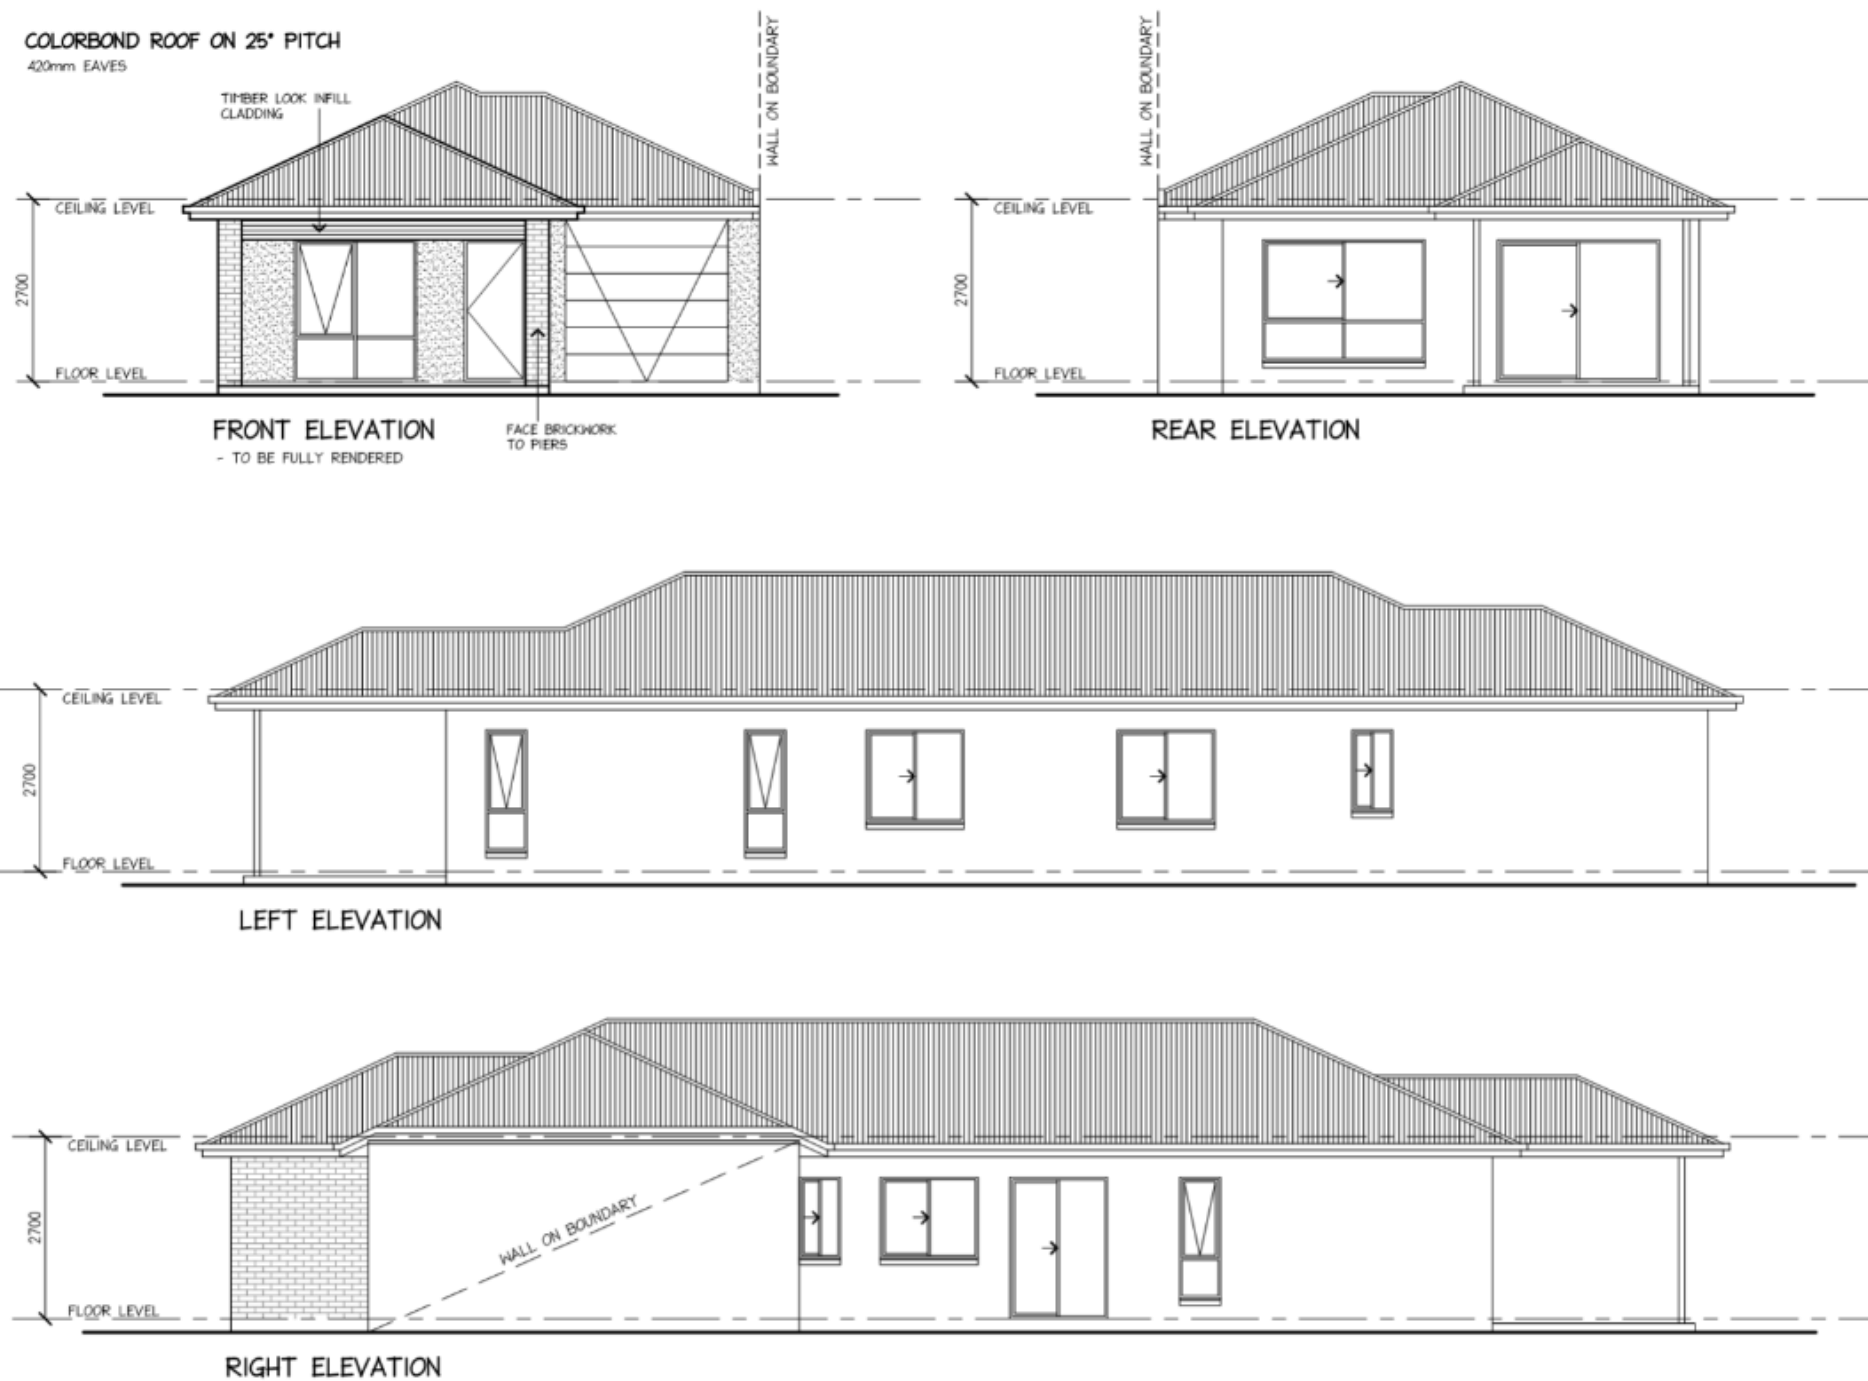 COLORBOND ROOF ON 25° PITCH
420mm EAVES
TIMBER LOOK INFILL
CLADDING
WALL ON BOUNDARY
CEILING LEVEL
2700
FLOOR LEVEL
FRONT ELEVATION
- TO BE FULLY RENDERED
FACE BRICKWORK
TO PIERS
WALL ON BOUNDARY
CEILING LEVEL
2700
FLOOR LEVEL
REAR ELEVATION
CEILING LEVEL
2700
FLOOR LEVEL
LEFT ELEVATION
CEILING LEVEL
2700
WALL ON BOUNDARY
FLOOR LEVEL
RIGHT ELEVATION